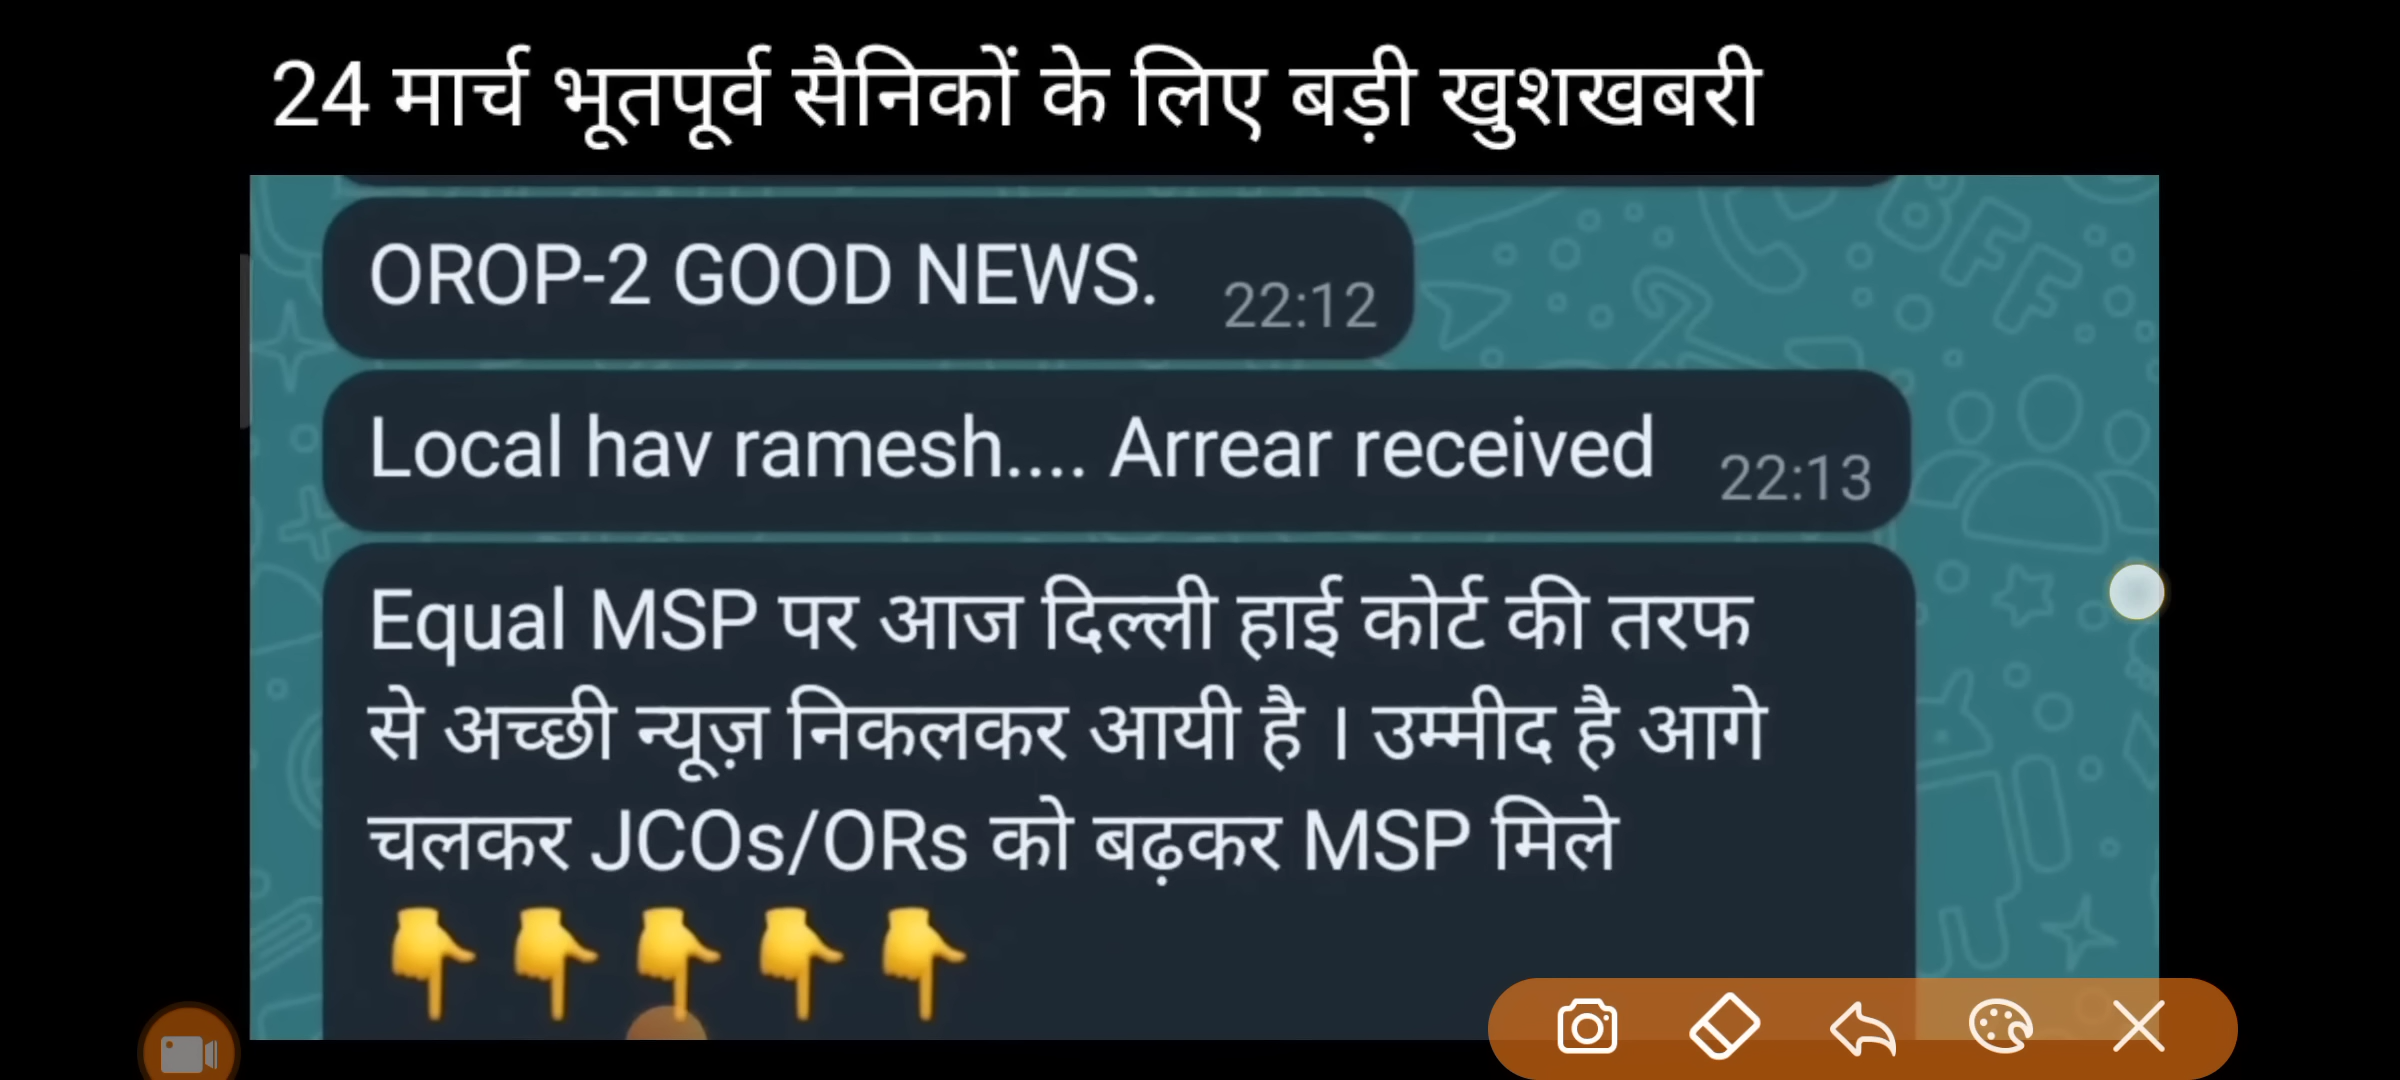 24 मार्च भूतपूर्व सैनिकों के लिए बड़ी खुशखबरी
OROP-2 GOOD NEWS. 22:12
Local hav ramesh.... Arrear received 22:13
Equal MSP पर आज दिल्ली हाई कोर्ट की तरफ
से अच्छी न्यूज़ निकलकर आयी है । उम्मीद है आगे
चलकर JCOs/ORs को बढ़कर MSP मिले
👇👇👇👇👇